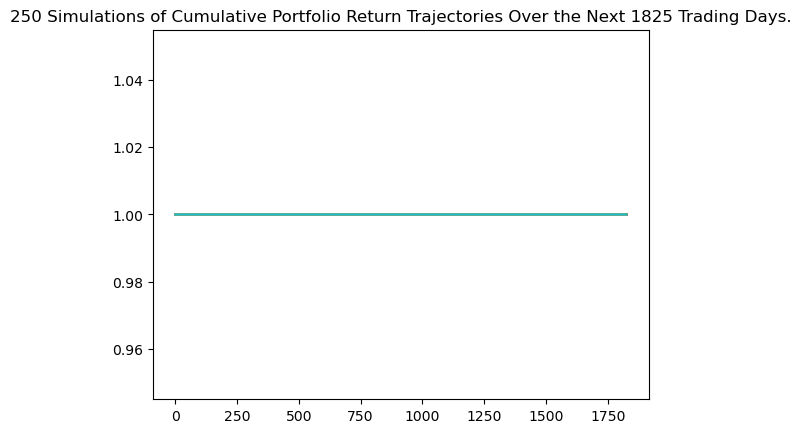 250 Simulations of Cumulative Portfolio Return Trajectories Over the Next 1825 Trading Days.
1.04
1.02
1.00
0.98
0.96
0 250 500 750 1000 1250 1500 1750